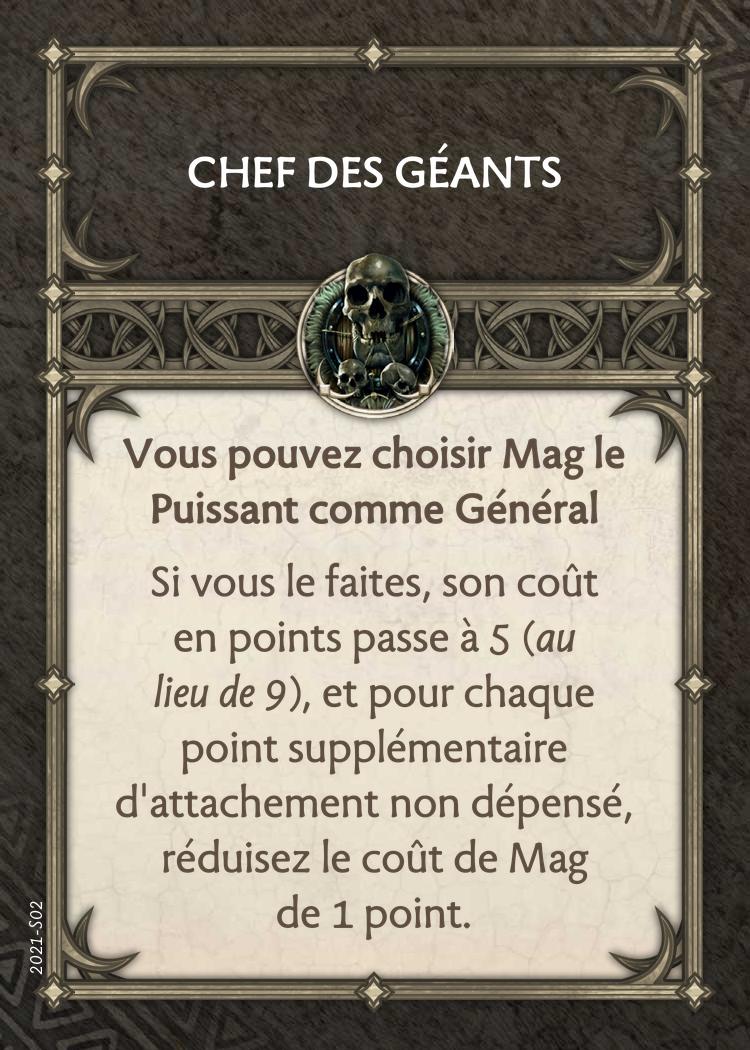 CHEF DES GÉANTS
Vous pouvez choisir Mag le
Puissant comme Général
Si vous le faites, son coût
en points passe à 5 (au
lieu de 9), et pour chaque
point supplémentaire
d'attachement non dépensé,
réduisez le coût de Mag
de 1 point.
2021-S02